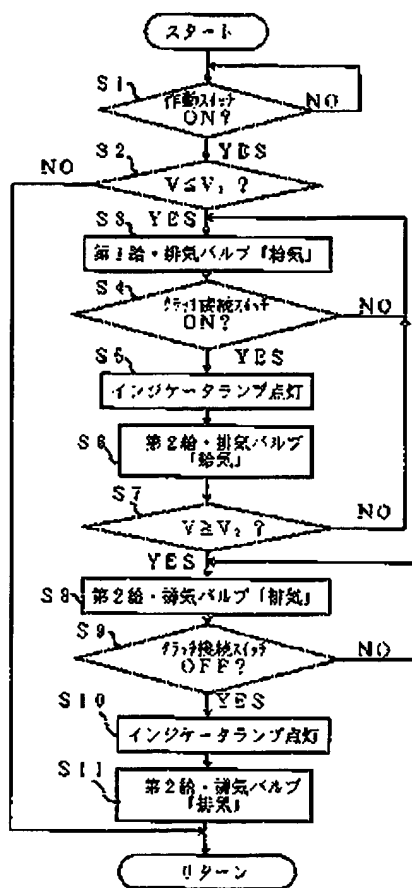 スタート
S1
作動スイッチ
ON?
NO
S2
YES
NO
V≦V₁?
YES
S3
第1給・排気バルブ「給気」
S4
クラッチ接続スイッチ
ON?
NO
YES
S5
インジケータランプ点灯
S6
第2給・排気バルブ
「給気」
S7
V≧V₂?
NO
YES
S8
第2給・排気バルブ「排気」
S9
クラッチ接続スイッチ
OFF?
NO
YES
S10
インジケータランプ点灯
S11
第2給・排気バルブ
「排気」
リターン